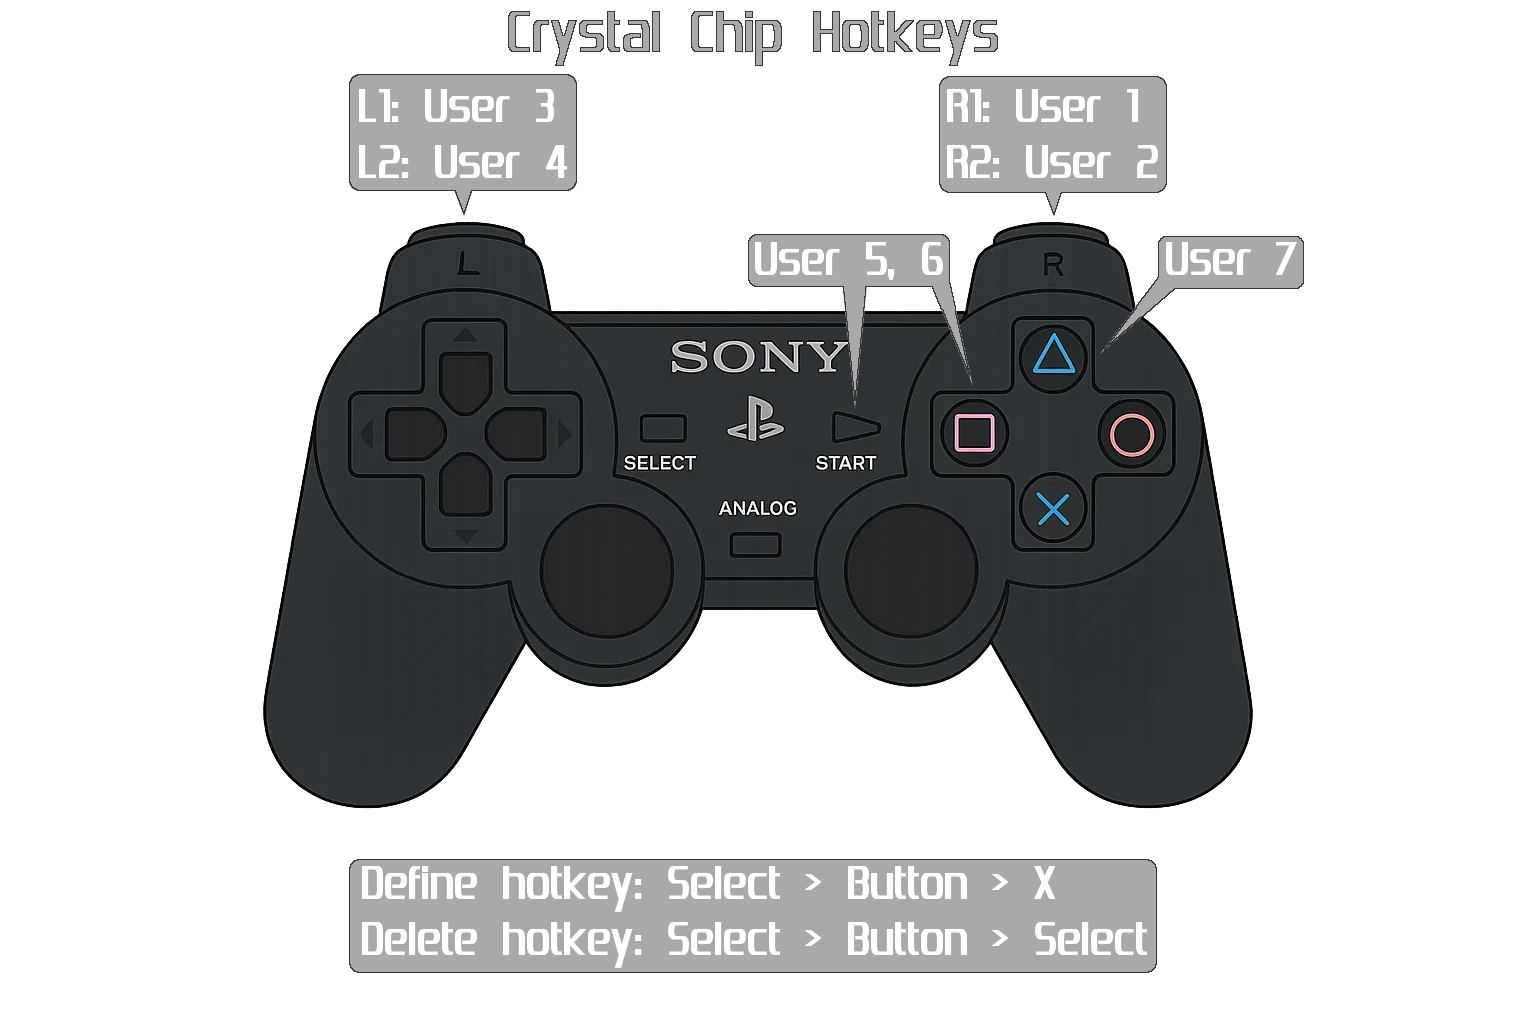 Crystal Chip Hotkeys
L1: User 3
L2: User 4
R1: User 1
R2: User 2
User 5, 6
User 7
L
R
SONY
SELECT
START
ANALOG
Define hotkey: Select > Button > X
Delete hotkey: Select > Button > Select